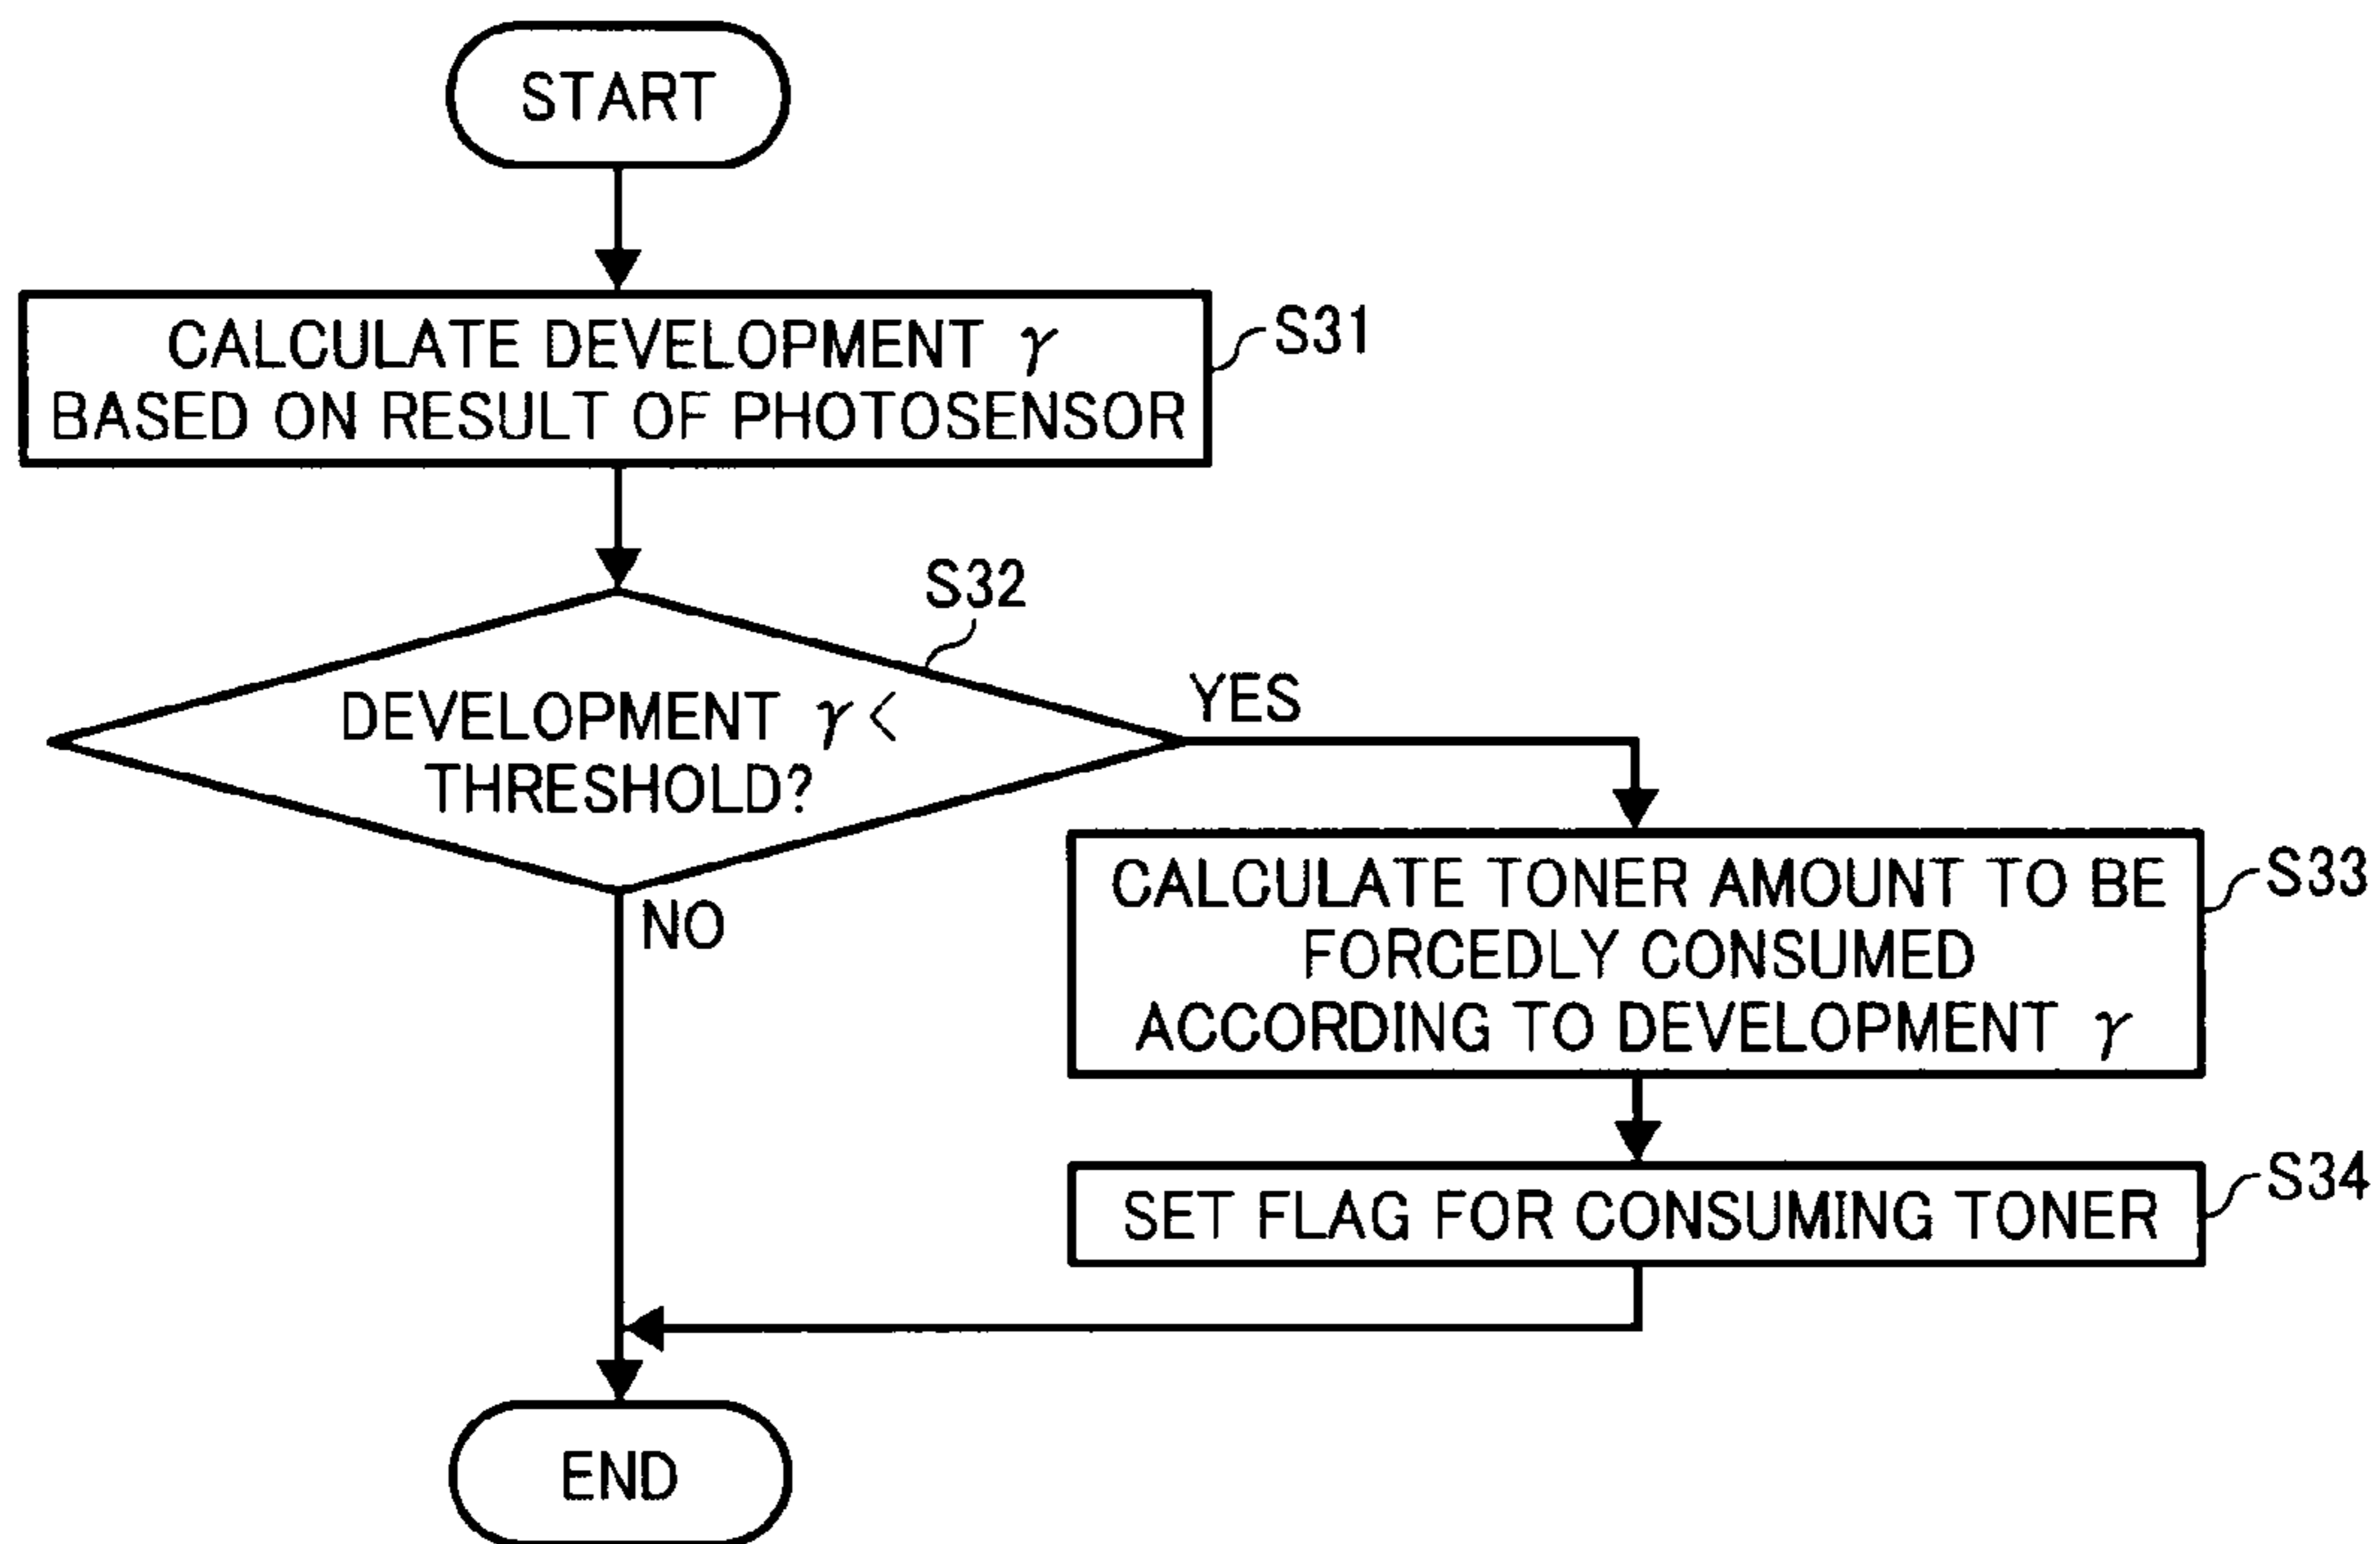 START
CALCULATE DEVELOPMENT γ
BASED ON RESULT OF PHOTOSENSOR
S31
S32
DEVELOPMENT γ <
THRESHOLD?
YES
NO
CALCULATE TONER AMOUNT TO BE
FORCEDLY CONSUMED
ACCORDING TO DEVELOPMENT γ
S33
SET FLAG FOR CONSUMING TONER
S34
END